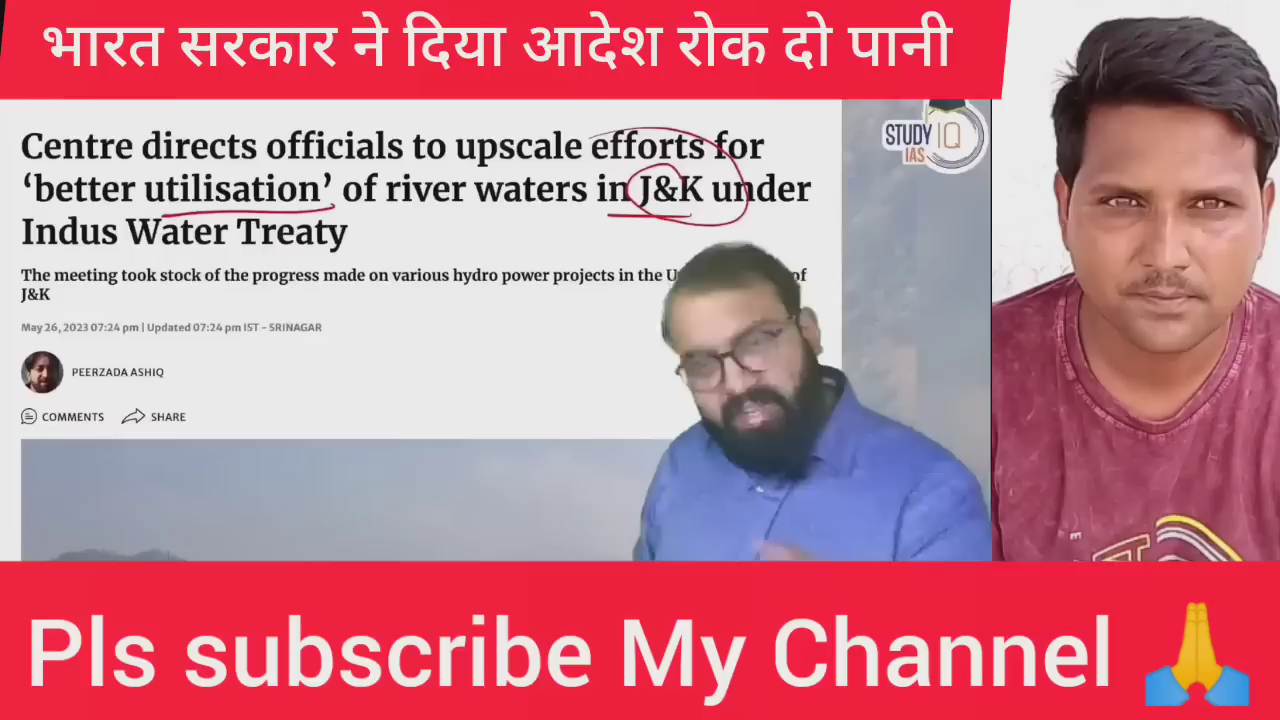 भारत सरकार ने दिया आदेश रोक दो पानी
Centre directs officials to upscale efforts for
‘better utilisation’ of river waters in J&K under
Indus Water Treaty
The meeting took stock of the progress made on various hydro power projects in the of
J&K
May 26, 2023 07:24 pm | Updated 07:24 pm IST - SRINAGAR
PEERZADA ASHIQ
COMMENTS SHARE
STUDY IQ
IAS
Pls subscribe My Channel 🙏